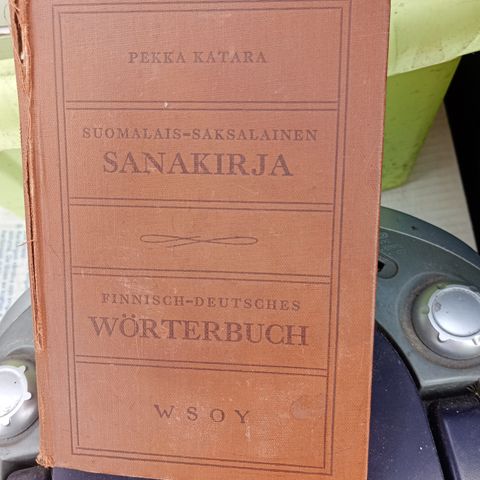 PEKKA KATARA
SUOMALAIS-SAKSALAINEN
SANAKIRJA
FINNISCH-DEUTSCHES
WÖRTERBUCH
WSOY